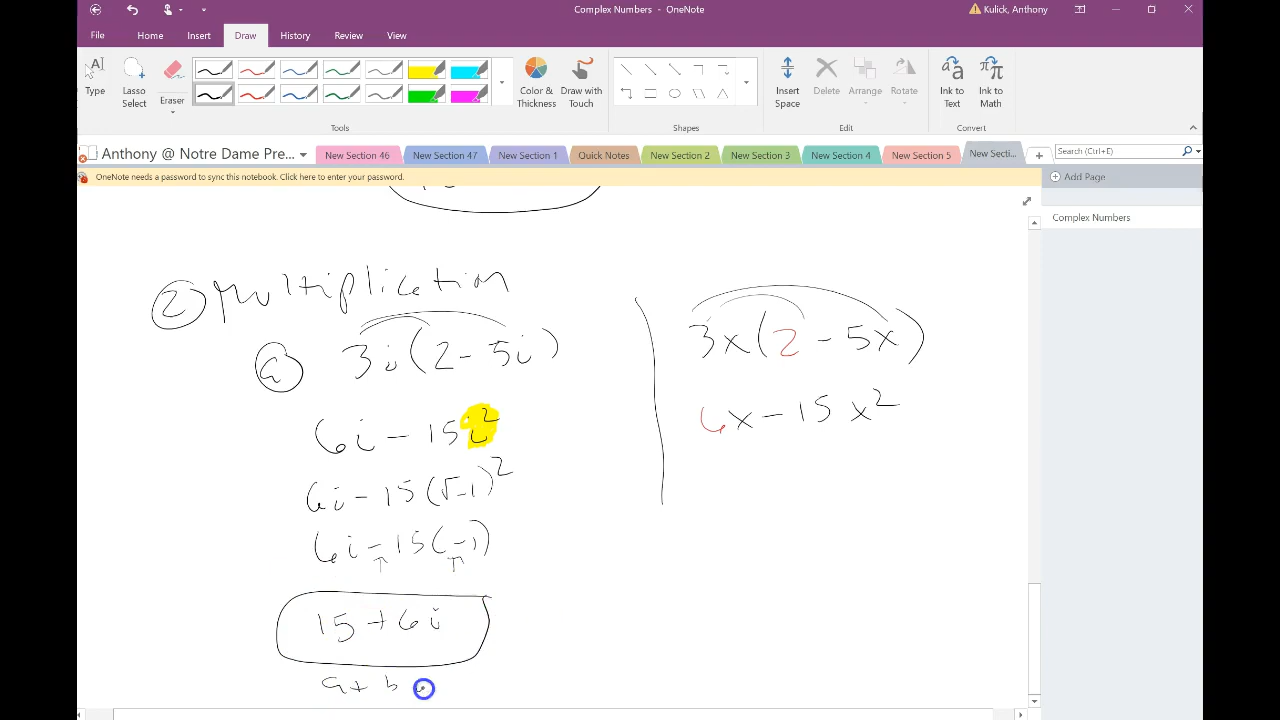 Complex Numbers - OneNote
Kulick, Anthony
File Home Insert Draw History Review View
Type
Lasso Select
Eraser
Color & Thickness
Draw with Touch
Insert Space
Delete
Arrange
Rotate
Ink to Text
Ink to Math
Tools
Shapes
Edit
Convert
Anthony @ Notre Dame Pre...
New Section 46
New Section 47
New Section 1
Quick Notes
New Section 2
New Section 3
New Section 4
New Section 5
New Secti...
Search (Ctrl+E)
OneNote needs a password to sync this notebook. Click here to enter your password.
Add Page
Complex Numbers
② Multiplication
ⓐ 3i(2 - 5i)
6i - 15i²
6i - 15(√-1)²
6i - 15(-1)
15 + 6i
a + b
3x(2 - 5x)
6x - 15x²